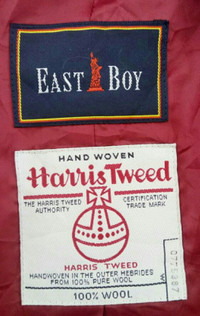 EAST BOY
HAND WOVEN
Harris Tweed
THE HARRIS TWEED AUTHORITY
CERTIFICATION TRADE MARK
HARRIS TWEED
HANDWOVEN IN THE OUTER HEBRIDES
FROM 100% PURE WOOL
100% WOOL
W